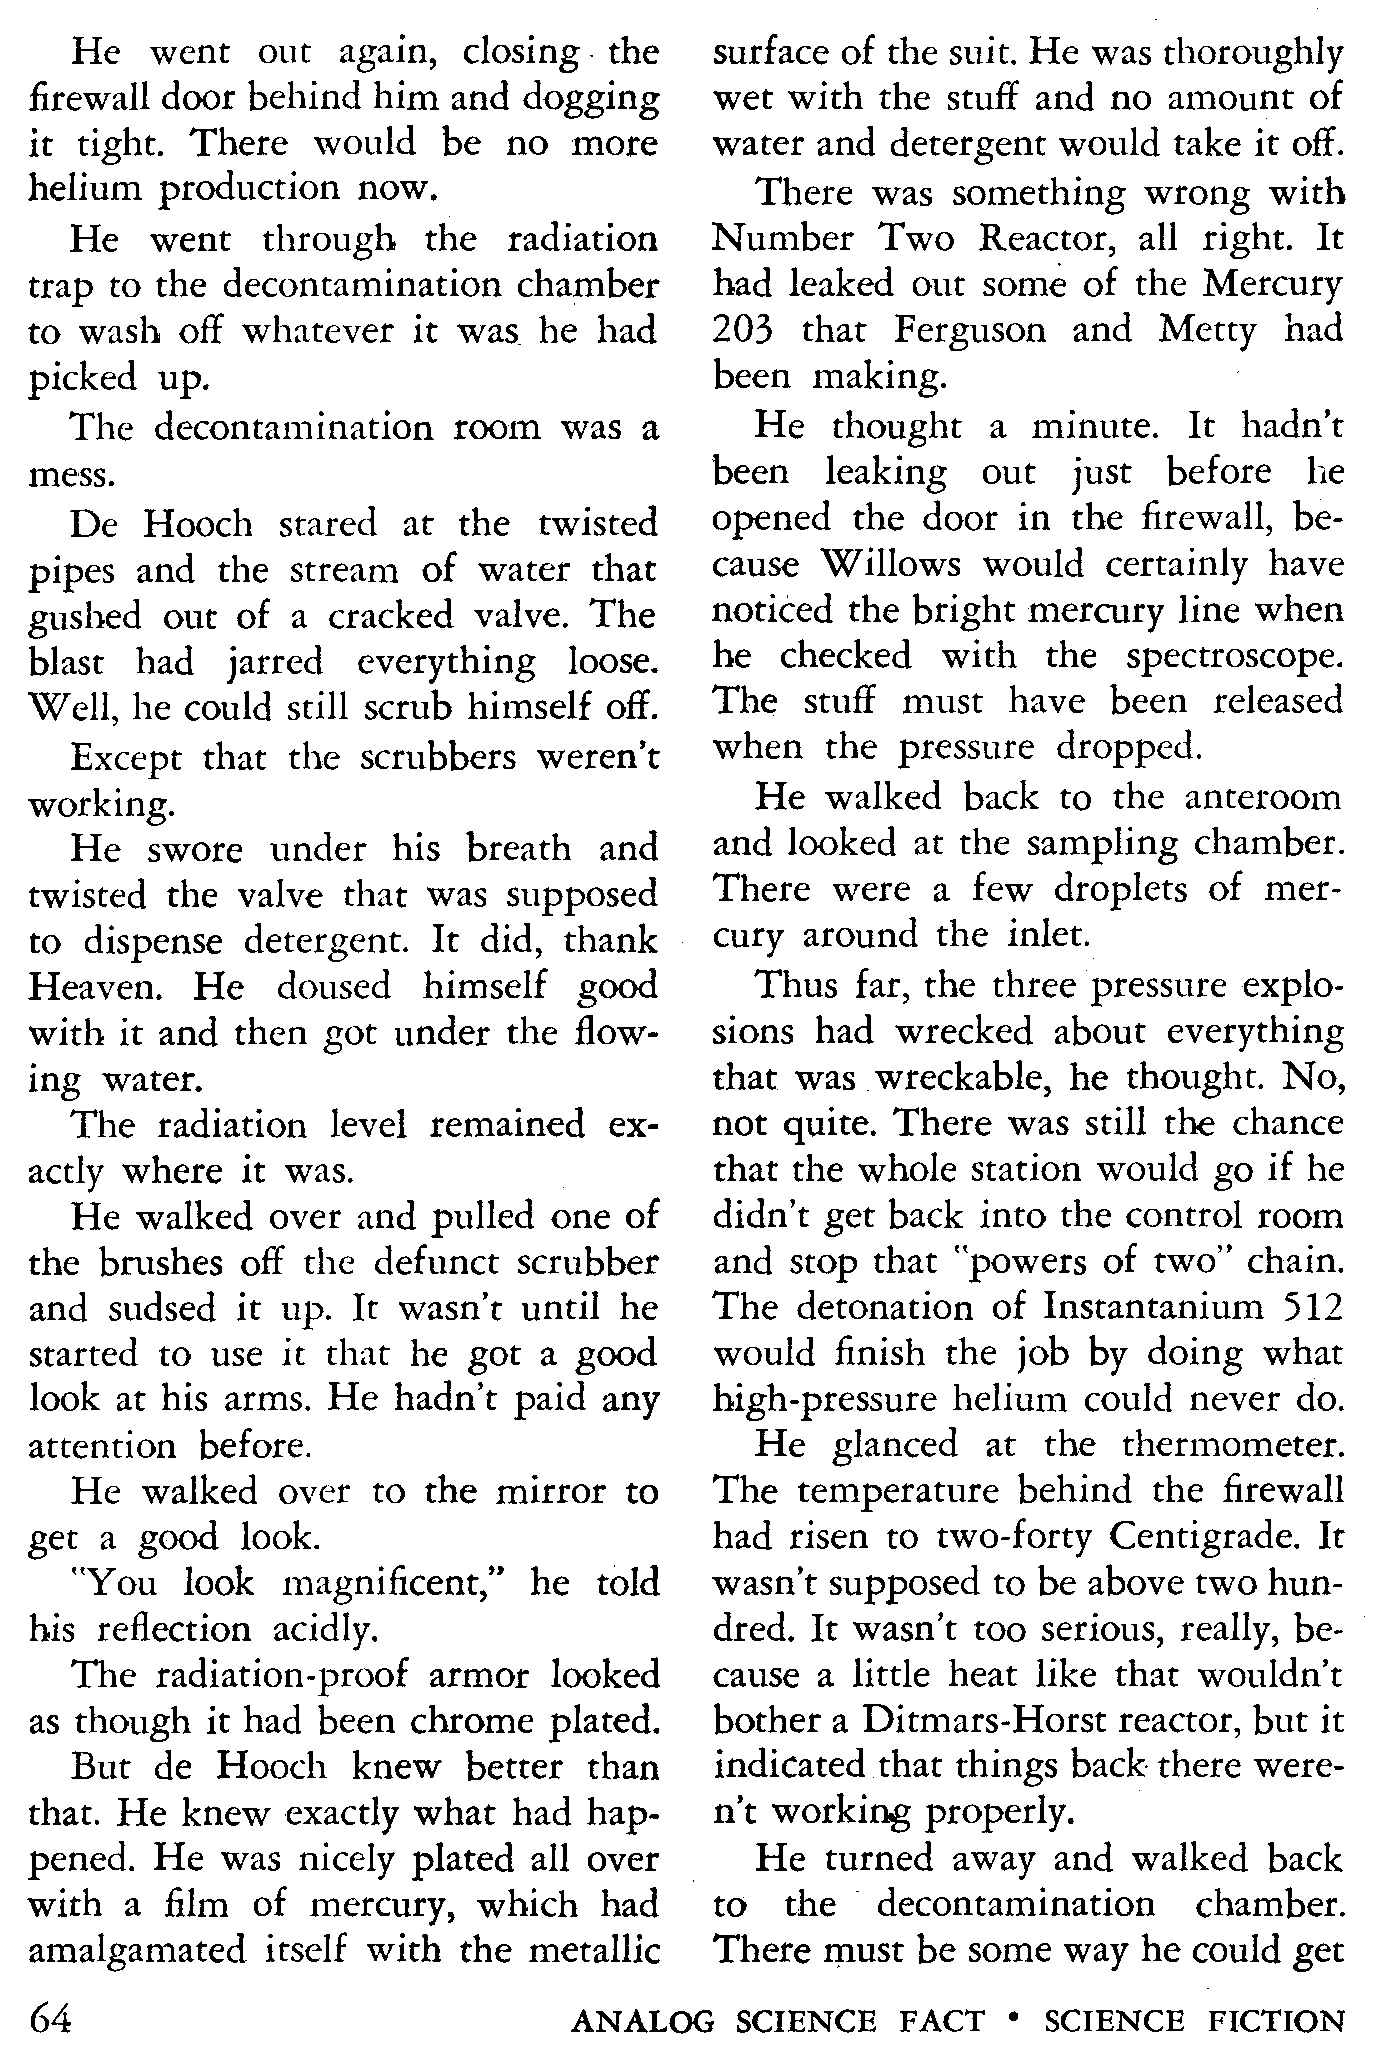 He went out again, closing the
firewall door behind him and dogging
it tight. There would be no more
helium production now.
He went through the radiation
trap to the decontamination chamber
to wash off whatever it was he had
picked up.
The decontamination room was a
mess.
De Hooch stared at the twisted
pipes and the stream of water that
gushed out of a cracked valve. The
blast had jarred everything loose.
Well, he could still scrub himself off.
Except that the scrubbers weren't
working.
He swore under his breath and
twisted the valve that was supposed
to dispense detergent. It did, thank
Heaven. He doused himself good
with it and then got under the flow-
ing water.
The radiation level remained ex-
actly where it was.
He walked over and pulled one of
the brushes off the defunct scrubber
and sudsed it up. It wasn't until he
started to use it that he got a good
look at his arms. He hadn't paid any
attention before.
He walked over to the mirror to
get a good look.
"You look magnificent," he told
his reflection acidly.
The radiation-proof armor looked
as though it had been chrome plated.
But de Hooch knew better than
that. He knew exactly what had hap-
pened. He was nicely plated all over
with a film of mercury, which had
amalgamated itself with the metallic
surface of the suit. He was thoroughly
wet with the stuff and no amount of
water and detergent would take it off.
There was something wrong with
Number Two Reactor, all right. It
had leaked out some of the Mercury
203 that Ferguson and Metty had
been making.
He thought a minute. It hadn't
been leaking out just before he
opened the door in the firewall, be-
cause Willows would certainly have
noticed the bright mercury line when
he checked with the spectroscope.
The stuff must have been released
when the pressure dropped.
He walked back to the anteroom
and looked at the sampling chamber.
There were a few droplets of mer-
cury around the inlet.
Thus far, the three pressure explo-
sions had wrecked about everything
that was wreckable, he thought. No,
not quite. There was still the chance
that the whole station would go if he
didn't get back into the control room
and stop that "powers of two" chain.
The detonation of Instantanium 512
would finish the job by doing what
high-pressure helium could never do.
He glanced at the thermometer.
The temperature behind the firewall
had risen to two-forty Centigrade. It
wasn't supposed to be above two hun-
dred. It wasn't too serious, really, be-
cause a little heat like that wouldn't
bother a Ditmars-Horst reactor, but it
indicated that things back there were-
n't working properly.
He turned away and walked back
to the decontamination chamber.
There must be some way he could get
64
ANALOG SCIENCE FACT • SCIENCE FICTION